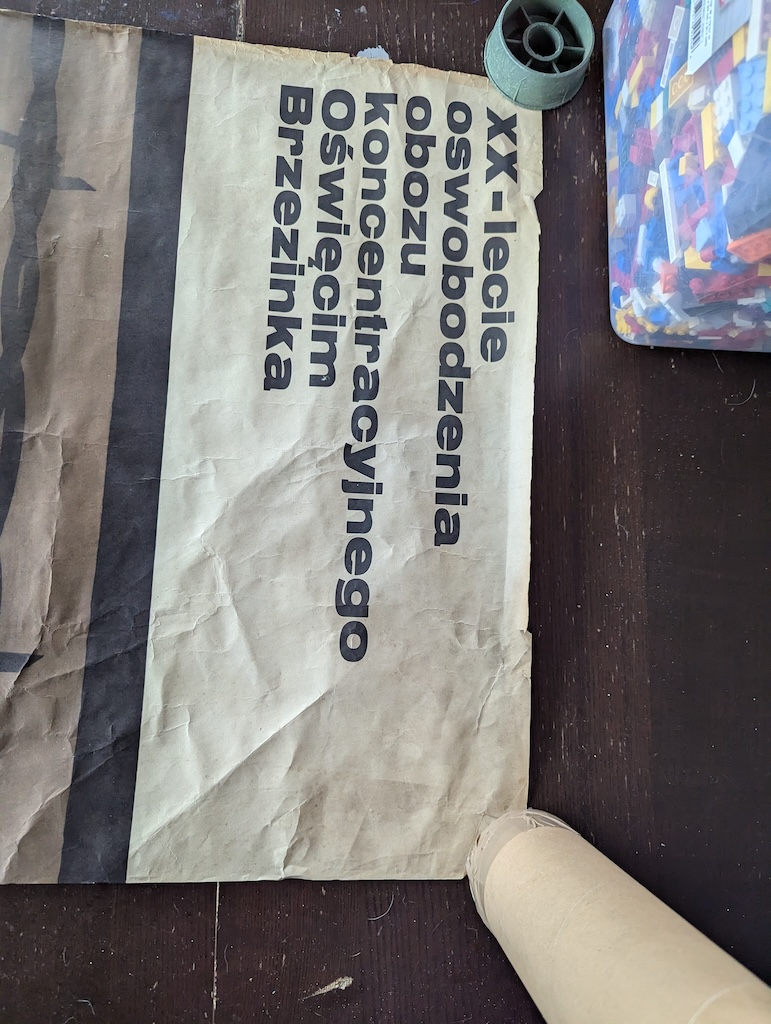 xx-lecie
oswobodzenia
obozu
koncentracyjnego
Oświęcim
Brzezinka